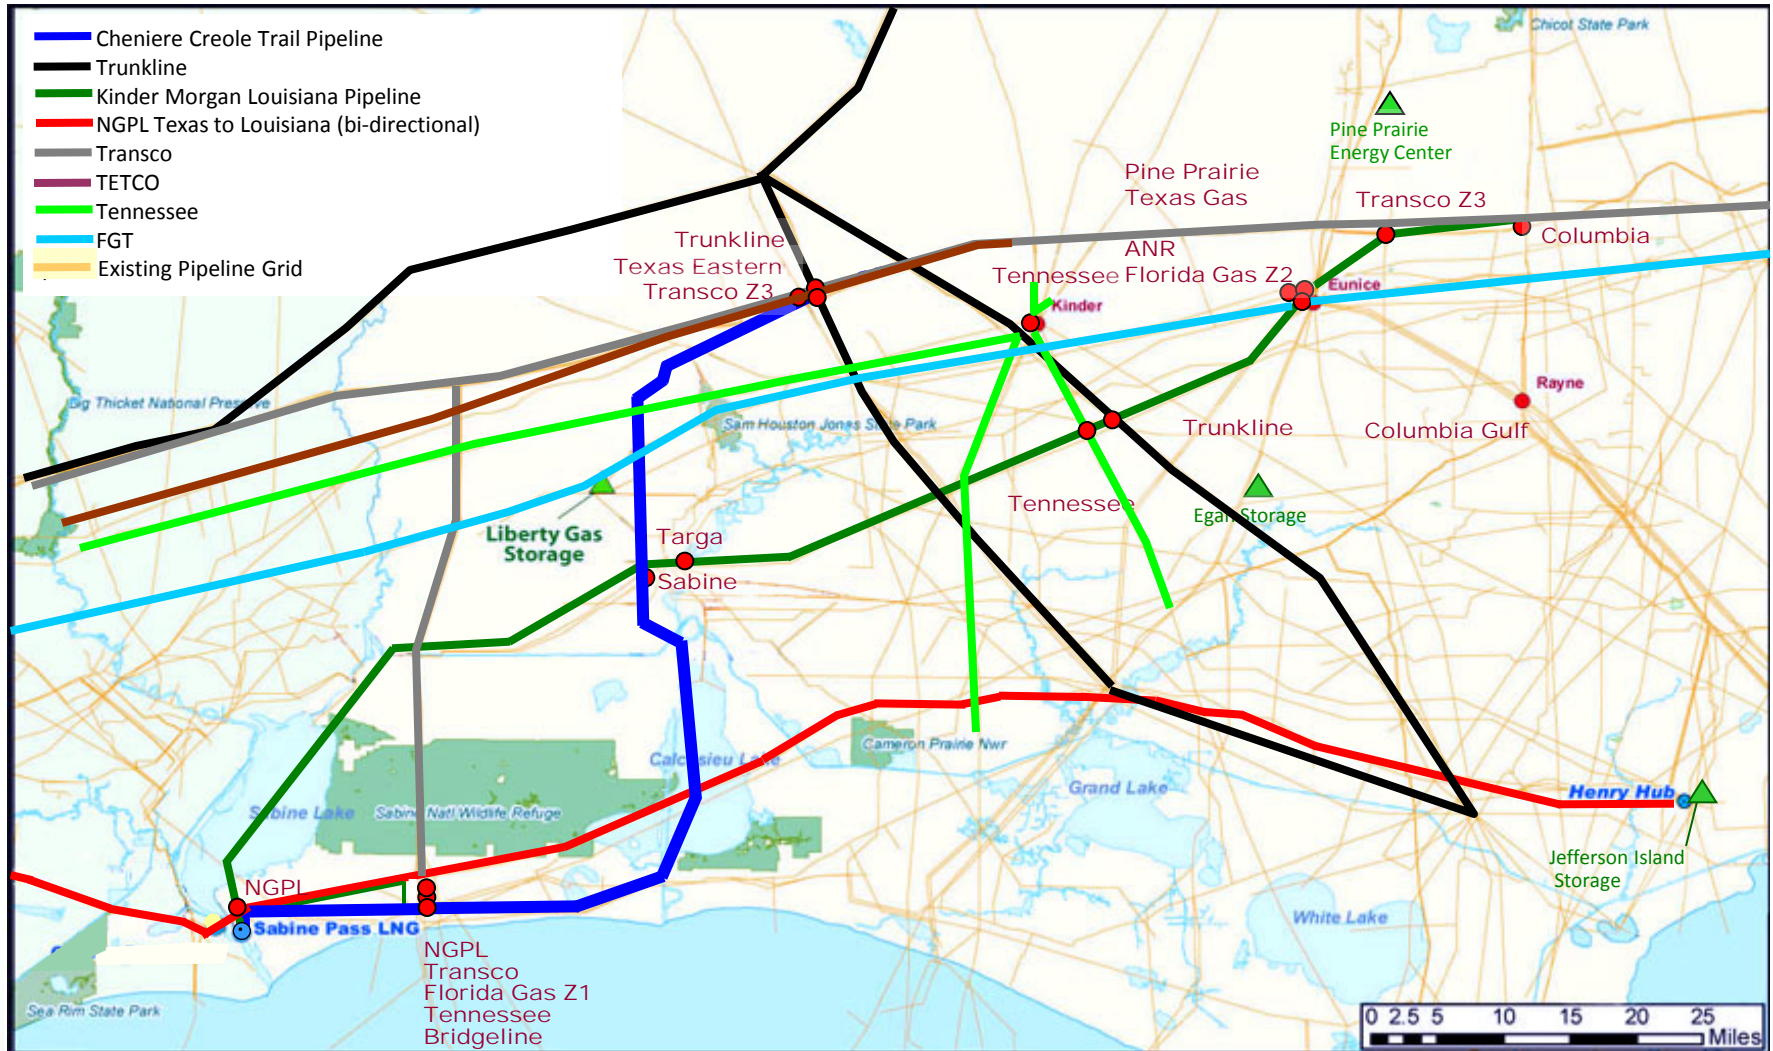 Cheniere Creole Trail Pipeline
Trunkline
Kinder Morgan Louisiana Pipeline
NGPL Texas to Louisiana (bi-directional)
Transco
TETCO
Tennessee
FGT
Existing Pipeline Grid
Chicot State Park
Pine Prairie
Energy Center
Pine Prairie
Texas Gas
Transco Z3
Columbia
ANR
Florida Gas Z2
Eunice
Trunkline
Texas Eastern
Transco Z3
Tennessee
Kinder
Rayne
Big Thicket National Preserve
Sam Houston Jones State Park
Trunkline
Columbia Gulf
Liberty Gas
Storage
Targa
Sabine
Tennessee
Egan Storage
Calcasieu Lake
Cameron Prairie Nwr
Grand Lake
Henry Hub
Sabine Lake
Sabine Natl Wildlife Refuge
Jefferson Island
Storage
NGPL
Sabine Pass LNG
White Lake
NGPL
Transco
Florida Gas Z1
Tennessee
Bridgeline
Sea Rim State Park
0 2.5 5 10 15 20 25
Miles